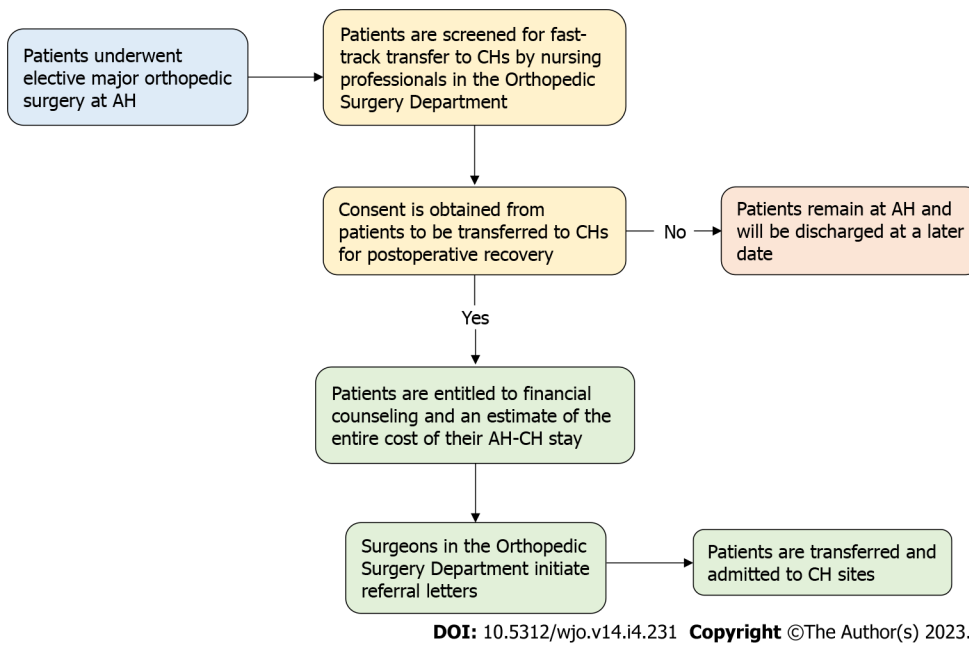 Patients underwent
elective major orthopedic
surgery at AH
Patients are screened for fast-
track transfer to CHs by nursing
professionals in the Orthopedic
Surgery Department
Consent is obtained from
patients to be transferred to CHs
for postoperative recovery
No
Patients remain at AH and
will be discharged at a later
date
Yes
Patients are entitled to financial
counseling and an estimate of the
entire cost of their AH-CH stay
Surgeons in the Orthopedic
Surgery Department initiate
referral letters
Patients are transferred and
admitted to CH sites
DOI: 10.5312/wjo.v14.i4.231 Copyright ©The Author(s) 2023.